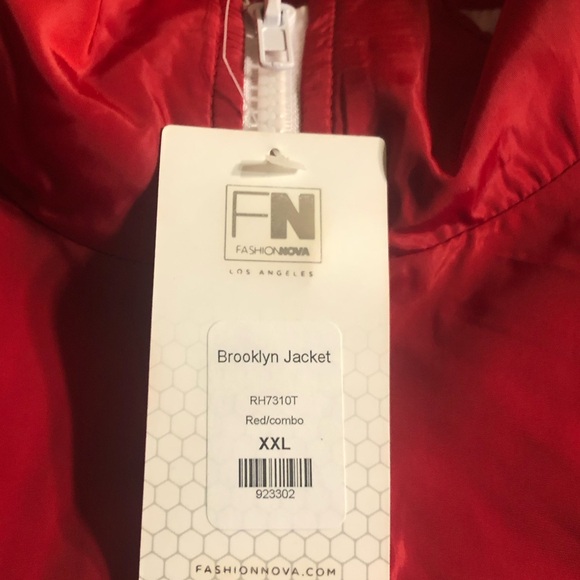 FN
FASHIONNOVA
LOS ANGELES
Brooklyn Jacket
RH7310T
Red/combo
XXL
923302
FASHIONNOVA.COM